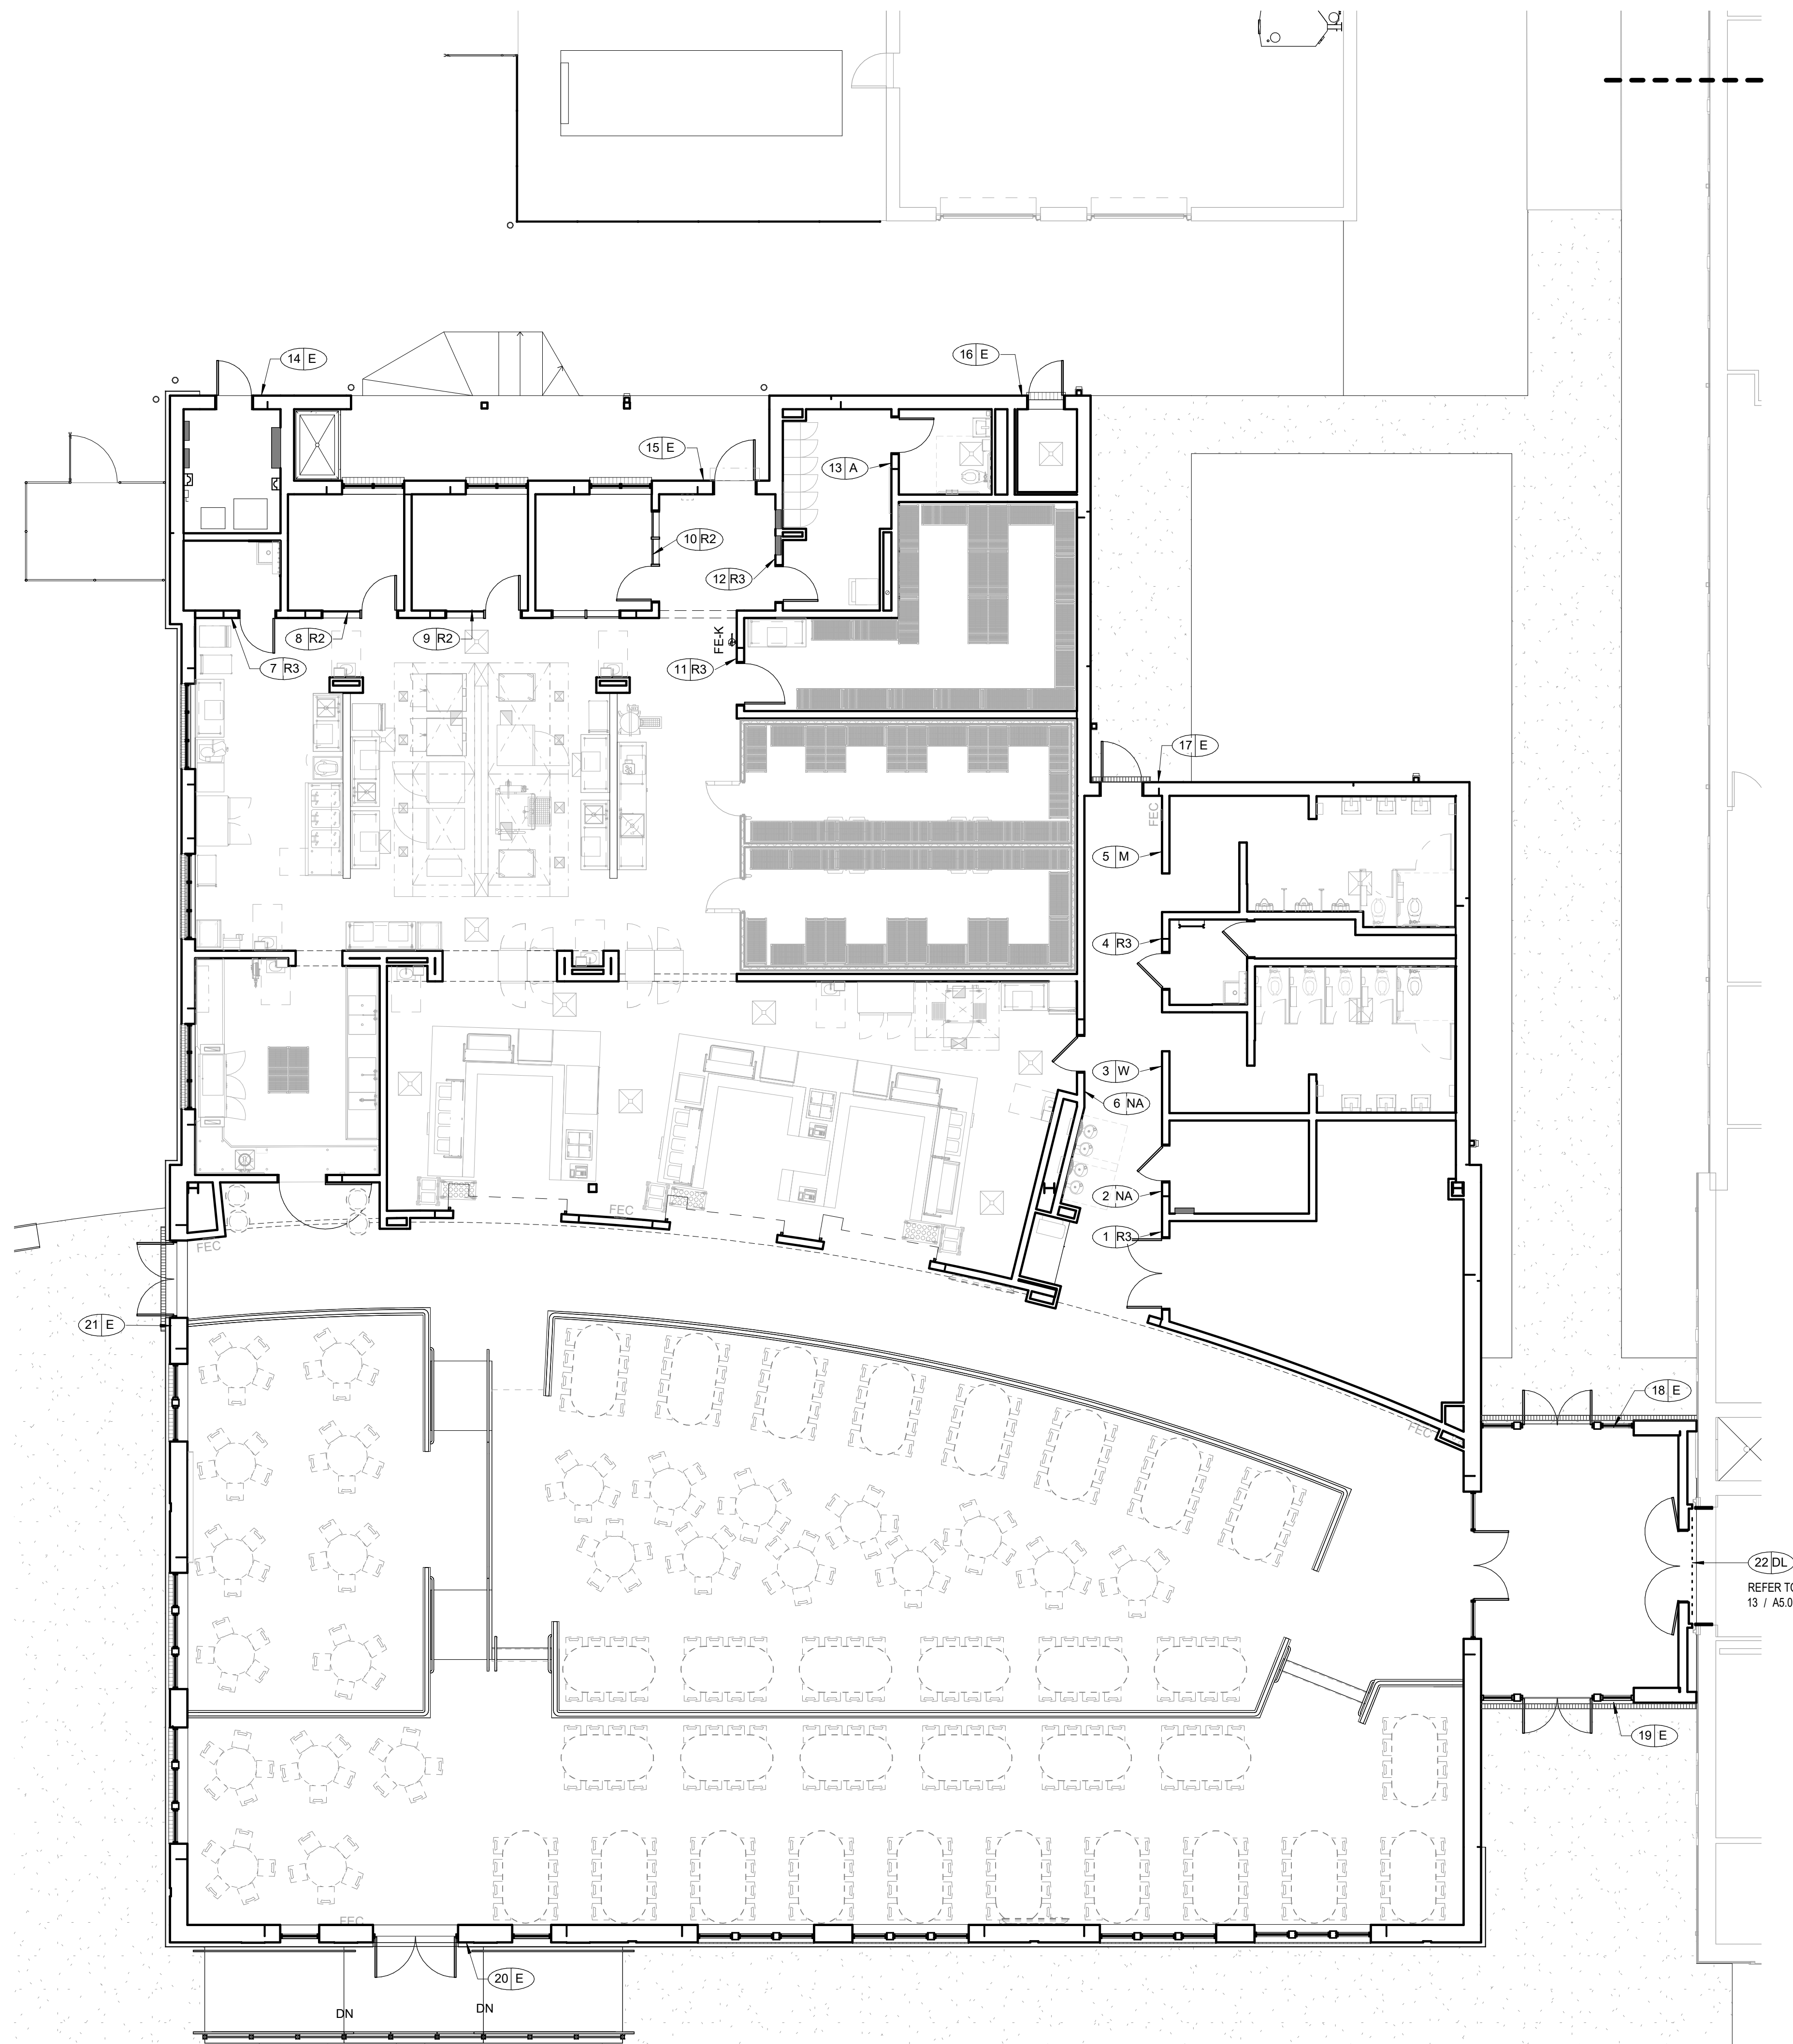 16 E
14 E
15 E
13 A
10 R2
12 R3
8 R2
9 R2
FE-K
7 R3
11 R3
17 E
FEC
5 M
4 R3
3 W
6 NA
2 NA
FEC
1 R3
FEC
21 E
18 E
FEC
22 DL
REFER TO
13 / A5.0
19 E
FEC
20 E
DN
DN